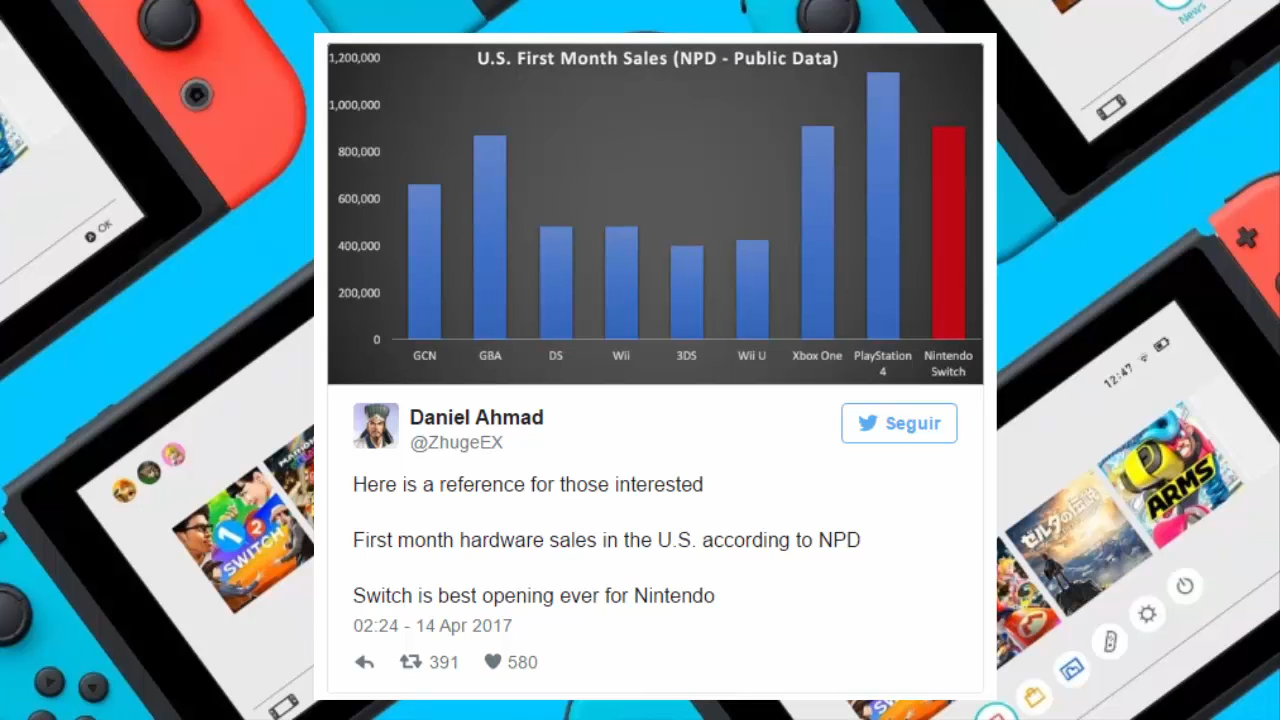 News
OK
U.S. First Month Sales (NPD - Public Data)
1,200,000
1,000,000
800,000
600,000
400,000
200,000
0
GCN
GBA
DS
Wii
3DS
Wii U
Xbox One
PlayStation 4
Nintendo Switch
Daniel Ahmad
@ZhugeEX
Seguir
Here is a reference for those interested
First month hardware sales in the U.S. according to NPD
Switch is best opening ever for Nintendo
02:24 - 14 Apr 2017
391
580
12:47
1 2
SWITCH
ゼルダの伝説
ARMS